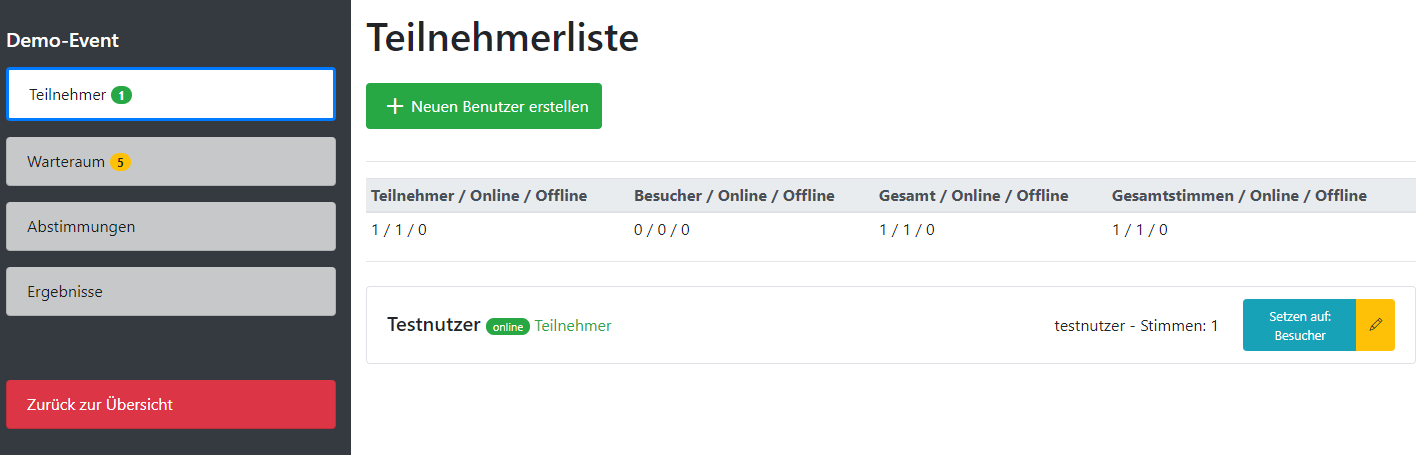 Demo-Event
Teilnehmer 1
Warteraum 5
Abstimmungen
Ergebnisse
Zurück zur Übersicht
Teilnehmerliste
Neuen Benutzer erstellen
Teilnehmer / Online / Offline Besucher / Online / Offline Gesamt / Online / Offline Gesamtstimmen / Online / Offline
1 / 1 / 0 0 / 0 / 0 1 / 1 / 0 1 / 1 / 0
Testnutzer online Teilnehmer testnutzer - Stimmen: 1
Setzen auf:
Besucher